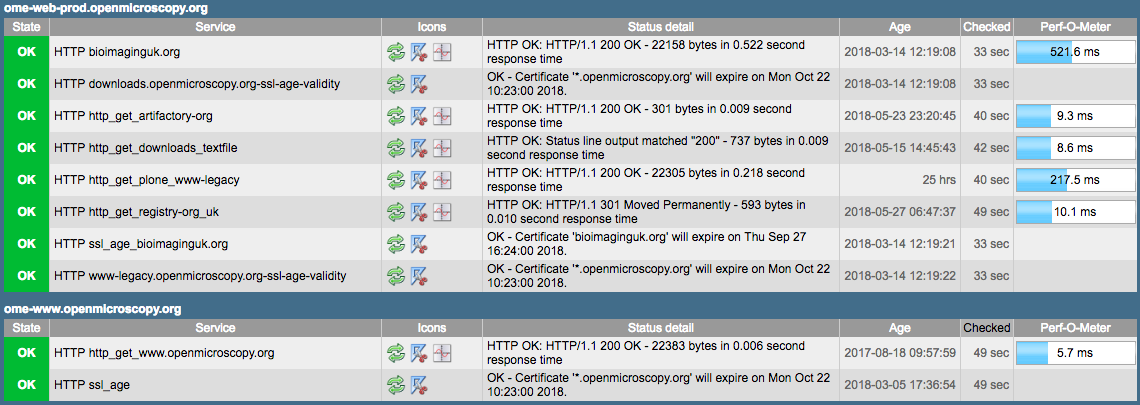 ome-web-prod.openmicroscopy.org
State Service Icons Status detail Age Checked Perf-O-Meter
OK HTTP bioimaginguk.org HTTP OK: HTTP/1.1 200 OK - 22158 bytes in 0.522 second response time 2018-03-14 12:19:08 33 sec 521.6 ms
OK HTTP downloads.openmicroscopy.org-ssl-age-validity OK - Certificate '*.openmicroscopy.org' will expire on Mon Oct 22 10:23:00 2018. 2018-03-14 12:19:08 33 sec
OK HTTP http_get_artifactory-org HTTP OK: HTTP/1.1 200 OK - 301 bytes in 0.009 second response time 2018-05-23 23:20:45 40 sec 9.3 ms
OK HTTP http_get_downloads_textfile HTTP OK: Status line output matched "200" - 737 bytes in 0.009 second response time 2018-05-15 14:45:43 42 sec 8.6 ms
OK HTTP http_get_plone_www-legacy HTTP OK: HTTP/1.1 200 OK - 22305 bytes in 0.218 second response time 25 hrs 40 sec 217.5 ms
OK HTTP http_get_registry-org_uk HTTP OK: HTTP/1.1 301 Moved Permanently - 593 bytes in 0.010 second response time 2018-05-27 06:47:37 49 sec 10.1 ms
OK HTTP ssl_age_bioimaginguk.org OK - Certificate 'bioimaginguk.org' will expire on Thu Sep 27 16:24:00 2018. 2018-03-14 12:19:21 33 sec
OK HTTP www-legacy.openmicroscopy.org-ssl-age-validity OK - Certificate '*.openmicroscopy.org' will expire on Mon Oct 22 10:23:00 2018. 2018-03-14 12:19:22 33 sec
ome-www.openmicroscopy.org
State Service Icons Status detail Age Checked Perf-O-Meter
OK HTTP http_get_www.openmicroscopy.org HTTP OK: HTTP/1.1 200 OK - 22383 bytes in 0.006 second response time 2017-08-18 09:57:59 49 sec 5.7 ms
OK HTTP ssl_age OK - Certificate '*.openmicroscopy.org' will expire on Mon Oct 22 10:23:00 2018. 2018-03-05 17:36:54 49 sec